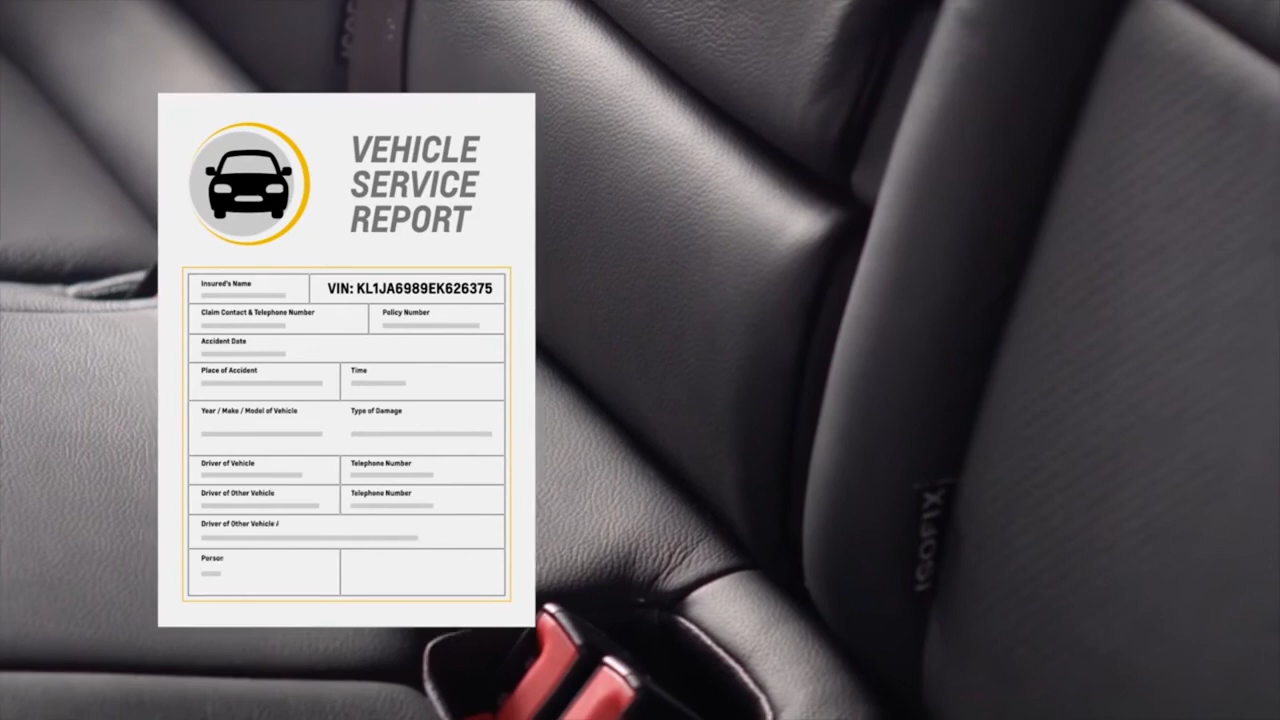 VEHICLE
SERVICE
REPORT
Insured's Name
VIN: KL1JA6989EK626375
Claim Contact & Telephone Number
Policy Number
Accident Date
Place of Accident
Time
Year / Make / Model of Vehicle
Type of Damage
Driver of Vehicle
Telephone Number
Driver of Other Vehicle
Telephone Number
Driver of Other Vehicle /
Person
ISOFIX